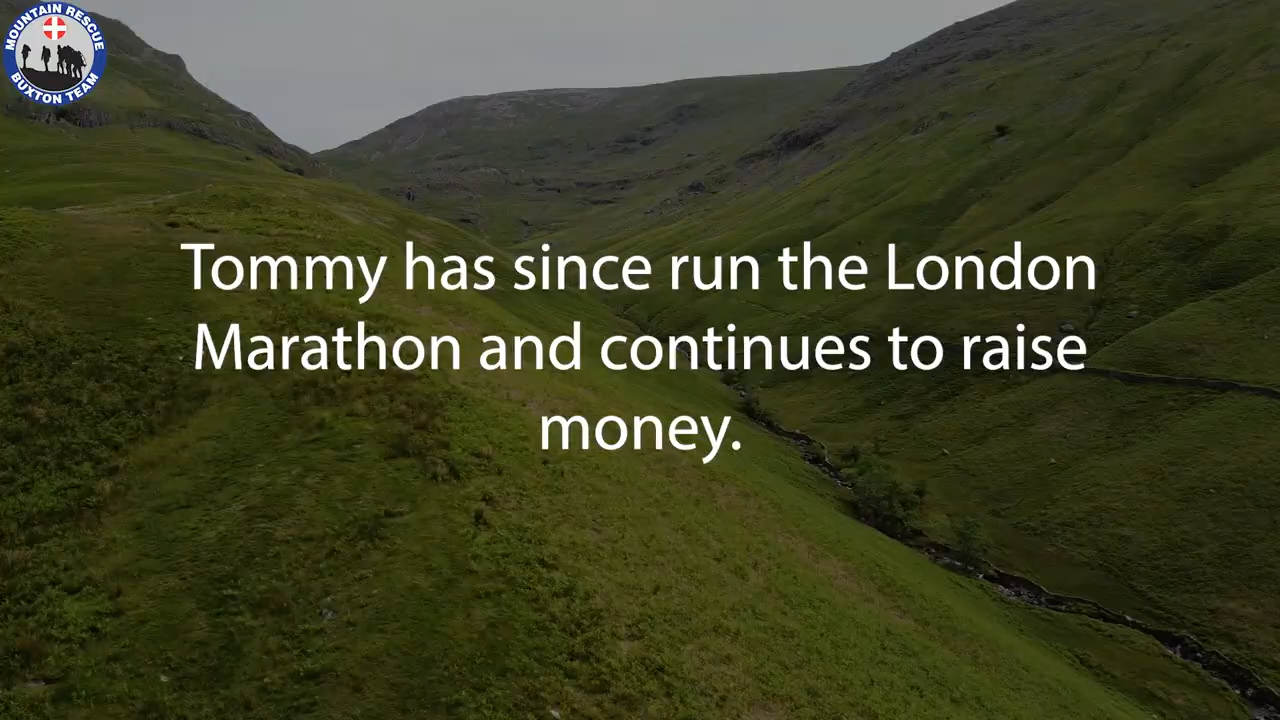 MOUNTAIN RESCUE
BUXTON TEAM
Tommy has since run the London
Marathon and continues to raise
money.